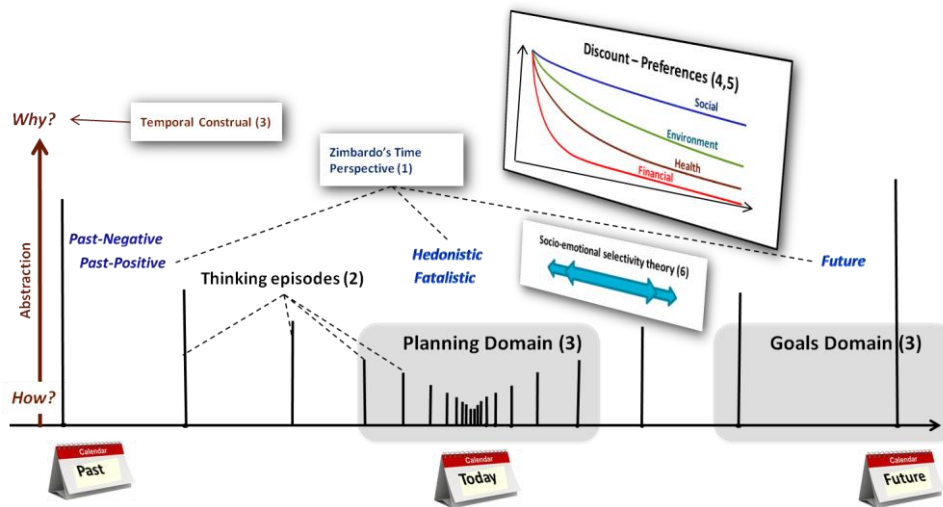 Discount – Preferences (4,5)
Social
Environment
Health
Financial
Why?
Temporal Construal (3)
Zimbardo's Time
Perspective (1)
Abstraction
Past-Negative
Past-Positive
Hedonistic
Fatalistic
Socio-emotional selectivity theory (6)
Future
Thinking episodes (2)
Planning Domain (3)
Goals Domain (3)
How?
Calendar
Past
Calendar
Today
Calendar
Future